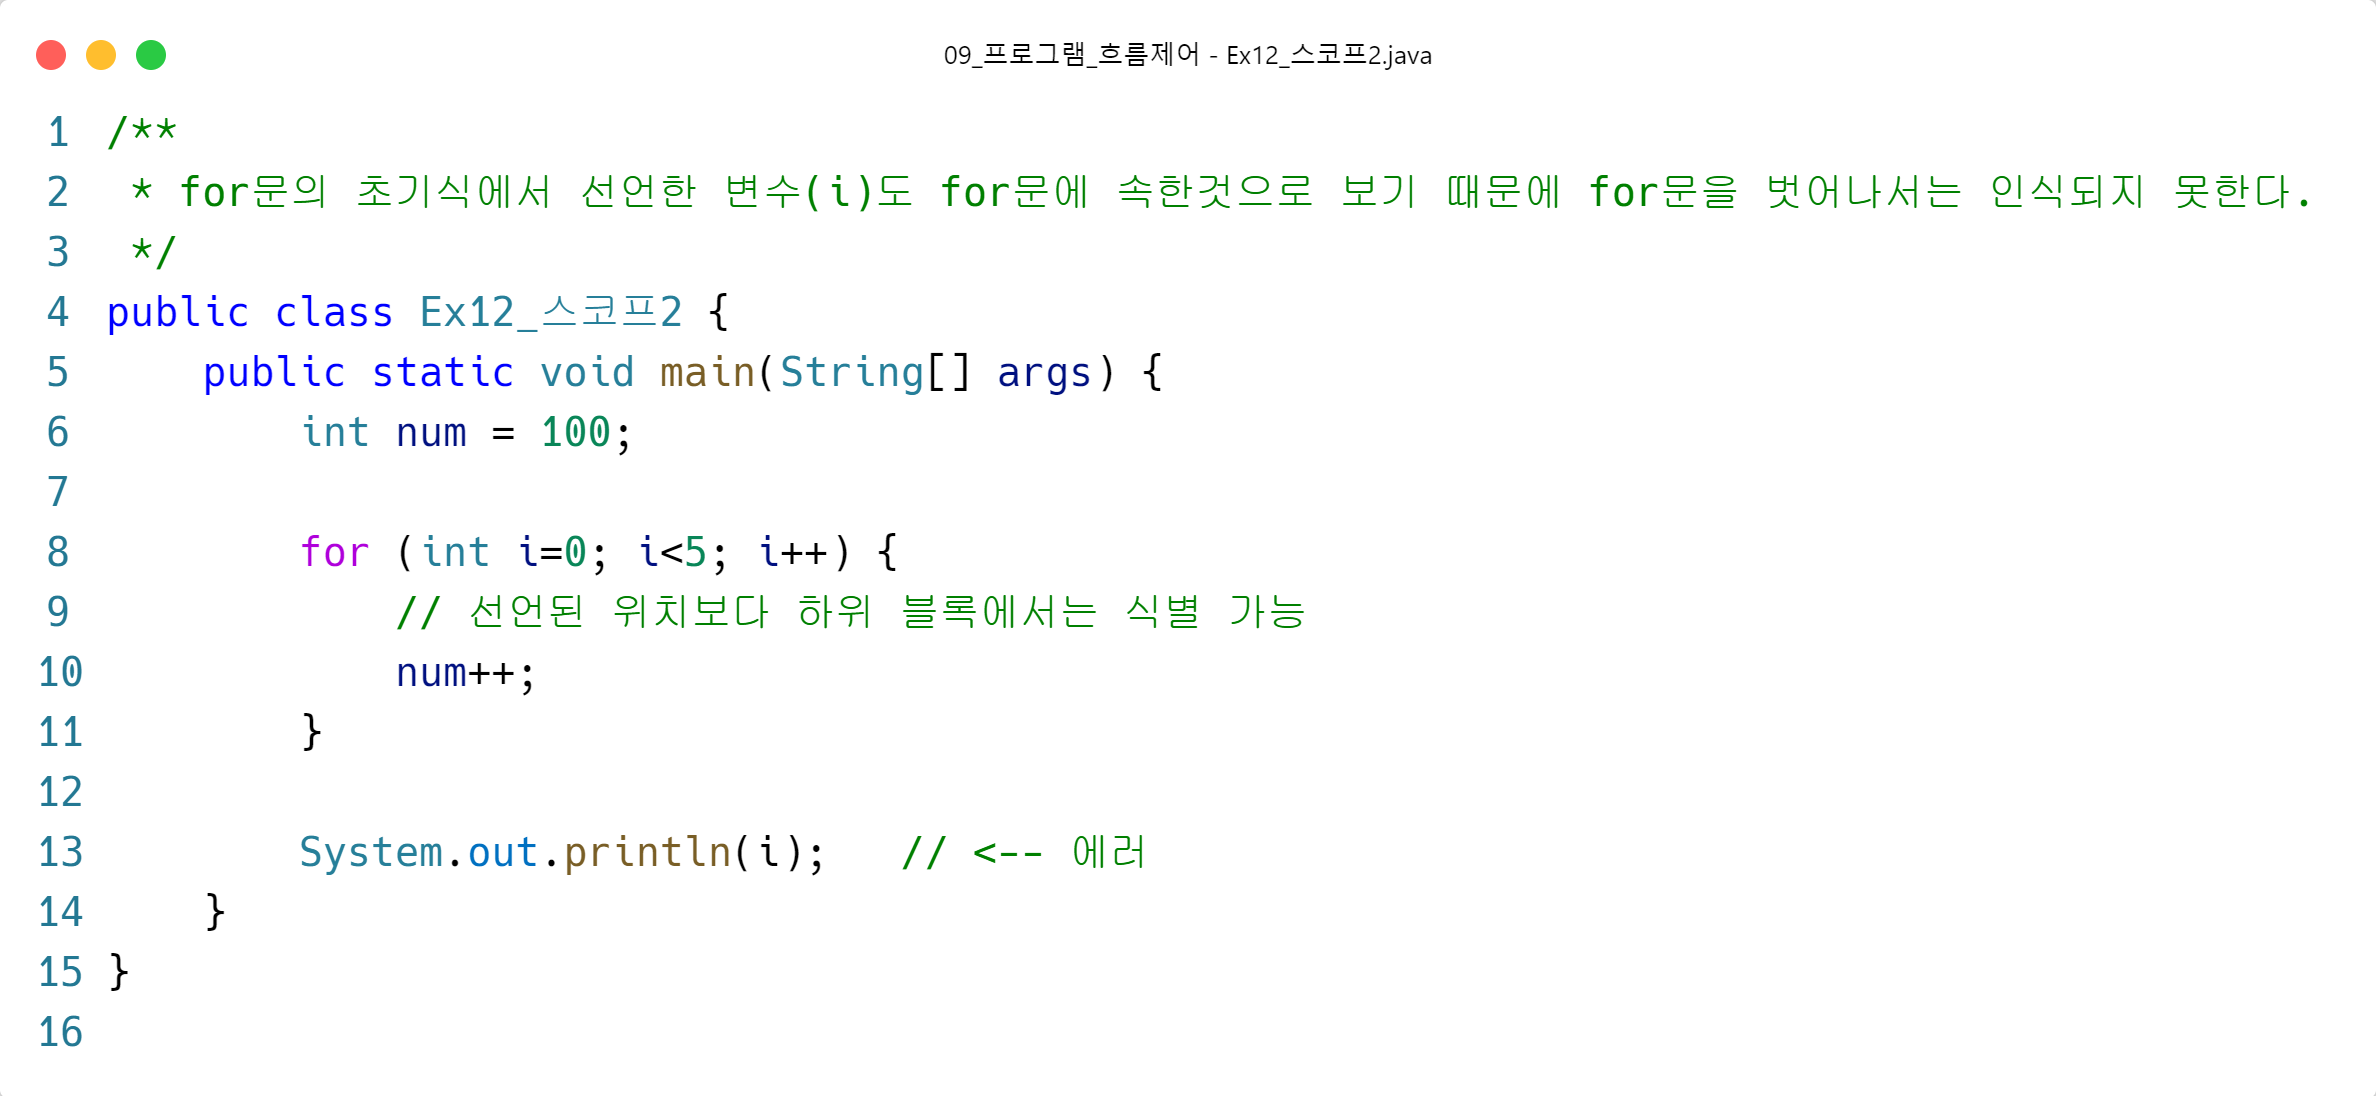 09_프로그램_흐름제어 - Ex12_스코프2.java
1 /**
2  * for문의 초기식에서 선언한 변수(i)도 for문에 속한것으로 보기 때문에 for문을 벗어나서는 인식되지 못한다.
3  */
4 public class Ex12_스코프2 {
5     public static void main(String[] args) {
6         int num = 100;
7
8         for (int i=0; i<5; i++) {
9             // 선언된 위치보다 하위 블록에서는 식별 가능
10             num++;
11         }
12
13         System.out.println(i);   // <-- 에러
14     }
15 }
16